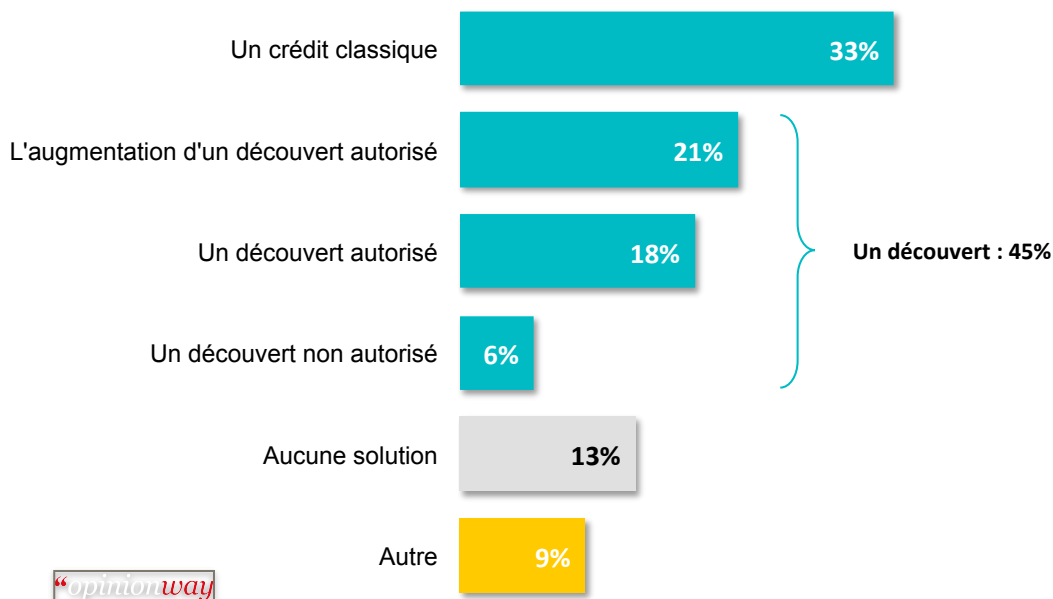 Un crédit classique
33%
L'augmentation d'un découvert autorisé
21%
Un découvert autorisé
18%
Un découvert : 45%
Un découvert non autorisé
6%
Aucune solution
13%
Autre
9%
“opinionway